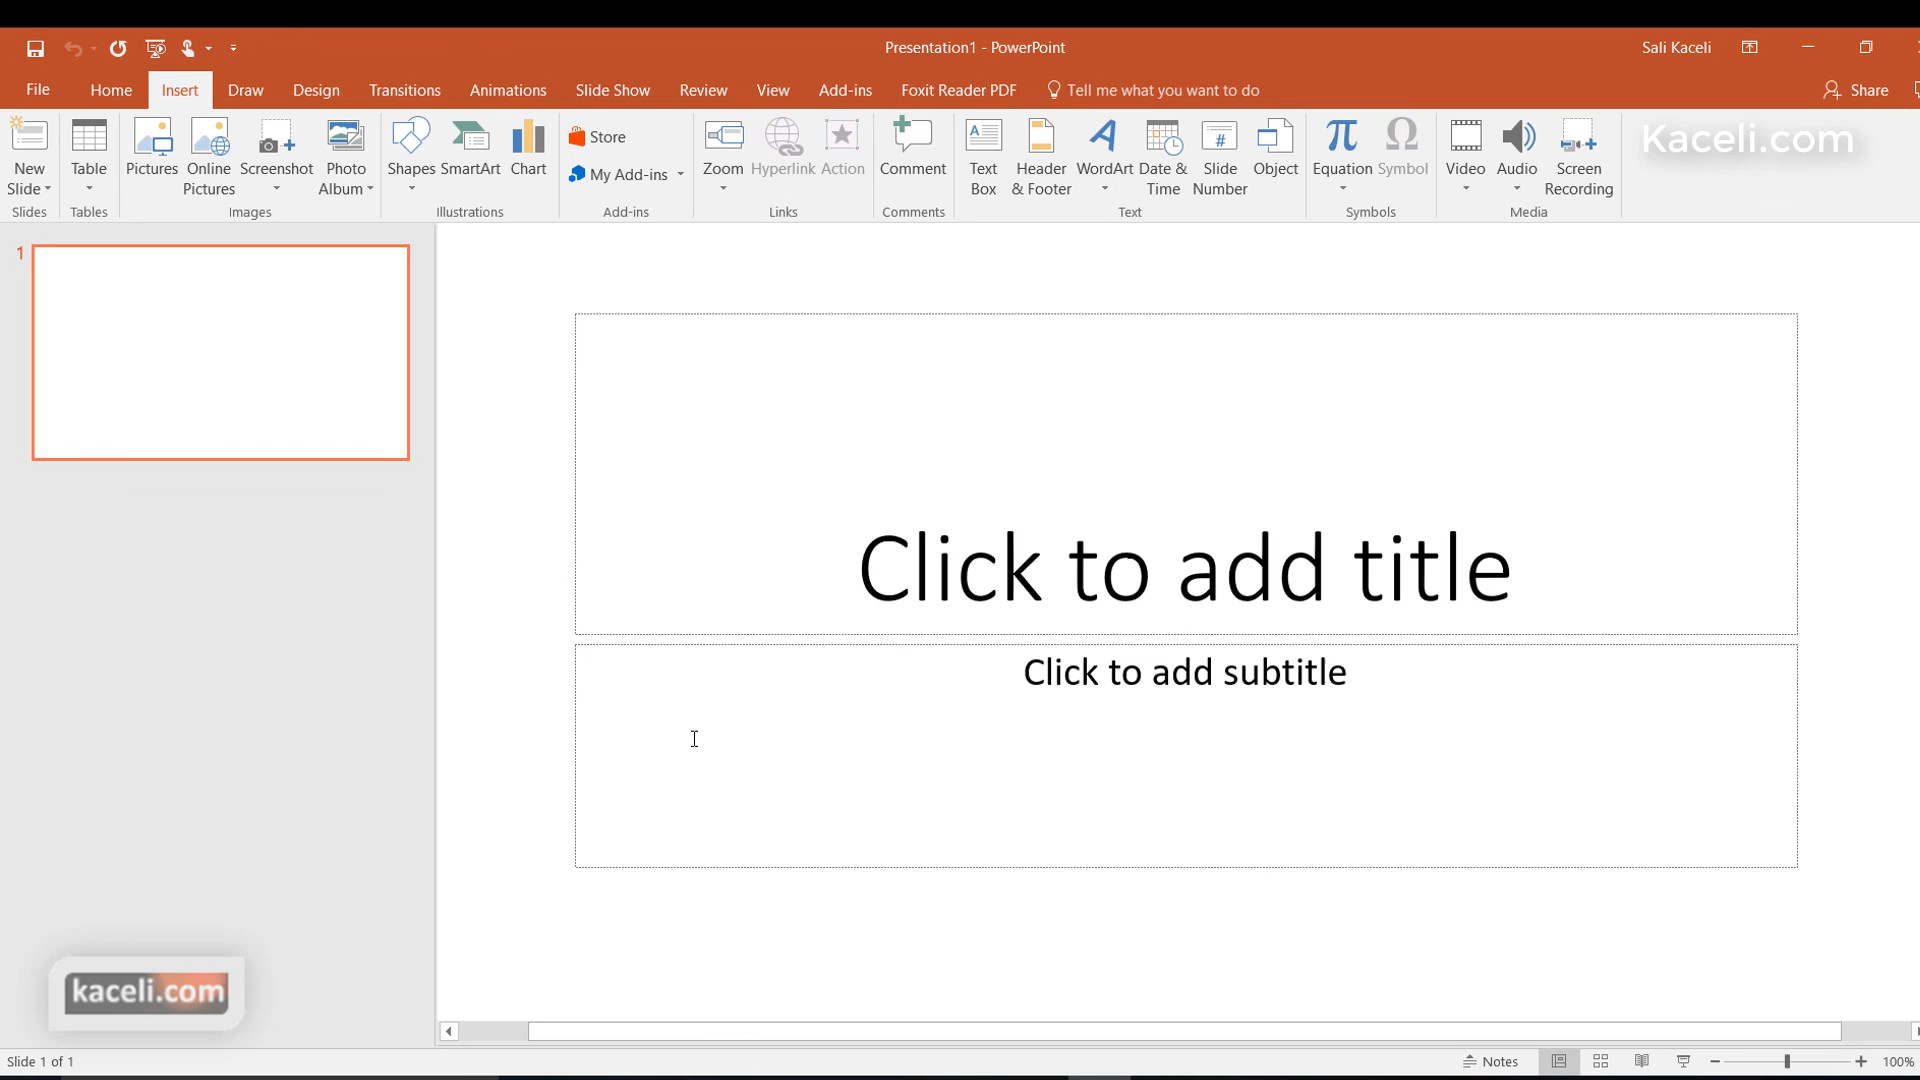 Presentation1 - PowerPoint
Sali Kaceli
File Home Insert Draw Design Transitions Animations Slide Show Review View Add-ins Foxit Reader PDF Tell me what you want to do Share
New Slide
Table
Pictures
Online Pictures
Screenshot
Photo Album
Shapes
SmartArt
Chart
Store
My Add-ins
Zoom
Hyperlink
Action
Comment
Text Box
Header & Footer
WordArt
Date & Time
Slide Number
Object
Equation
Symbol
Video
Audio
Screen Recording
Kaceli.com
Slides Tables Images Illustrations Add-ins Links Comments Text Symbols Media
1
Click to add title
Click to add subtitle
kaceli.com
Slide 1 of 1
Notes
100%